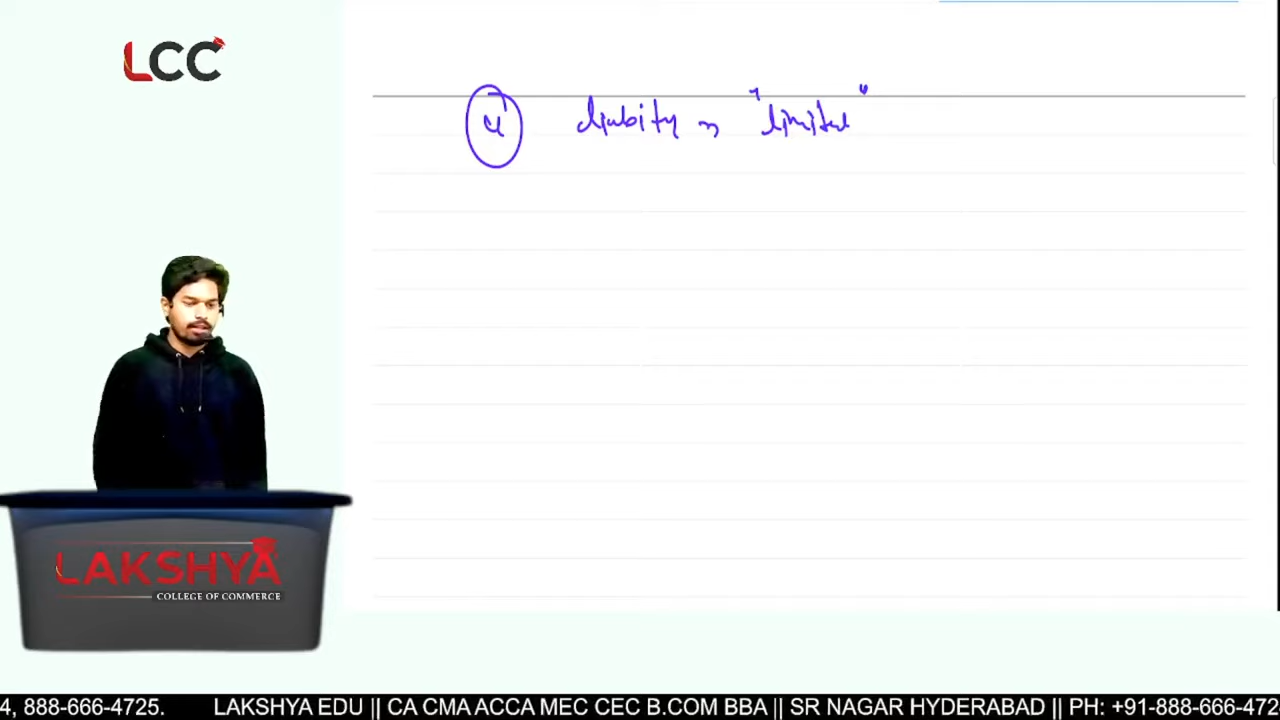 LCC
4 liability → "limited"
LAKSHYA
COLLEGE OF COMMERCE
4, 888-666-4725. LAKSHYA EDU || CA CMA ACCA MEC CEC B.COM BBA || SR NAGAR HYDERABAD || PH: +91-888-666-472